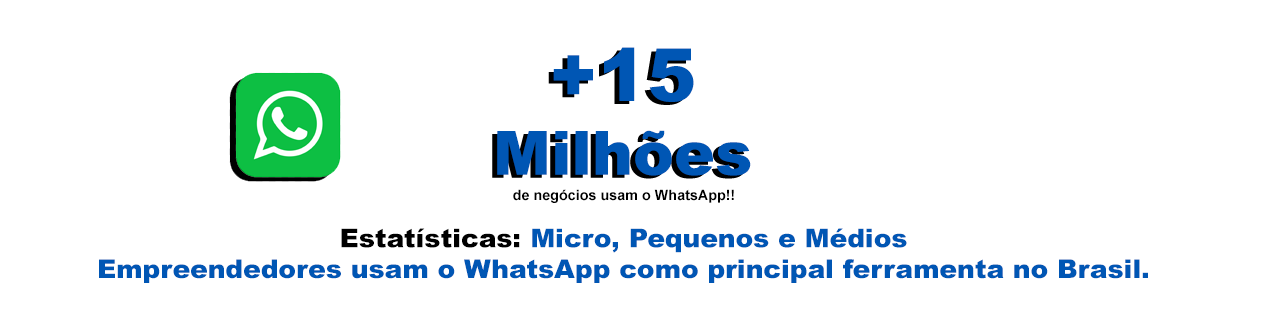 +15
Milhões
de negócios usam o WhatsApp!!
Estatísticas: Micro, Pequenos e Médios
Empreendedores usam o WhatsApp como principal ferramenta no Brasil.